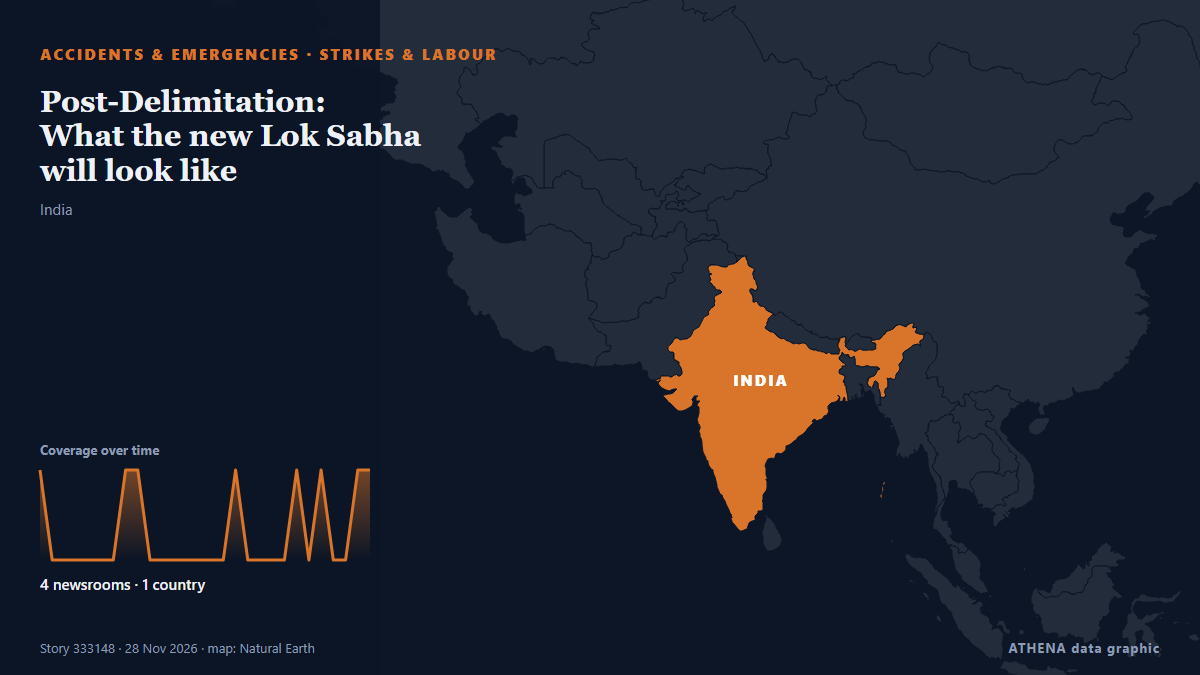 ACCIDENTS & EMERGENCIES · STRIKES & LABOUR
Post-Delimitation:
What the new Lok Sabha
will look like
India
INDIA
Coverage over time
4 newsrooms · 1 country
Story 333148 · 28 Nov 2026 · map: Natural Earth
ATHENA data graphic